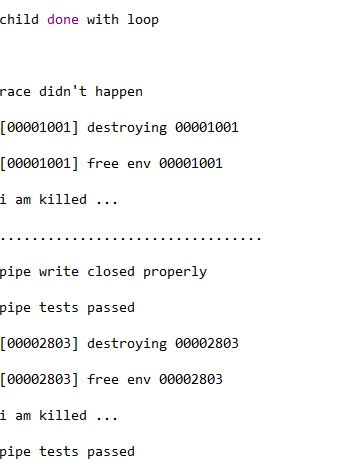 child done with loop
race didn't happen
[00001001] destroying 00001001
[00001001] free env 00001001
i am killed ...
.................................
pipe write closed properly
pipe tests passed
[00002803] destroying 00002803
[00002803] free env 00002803
i am killed ...
pipe tests passed